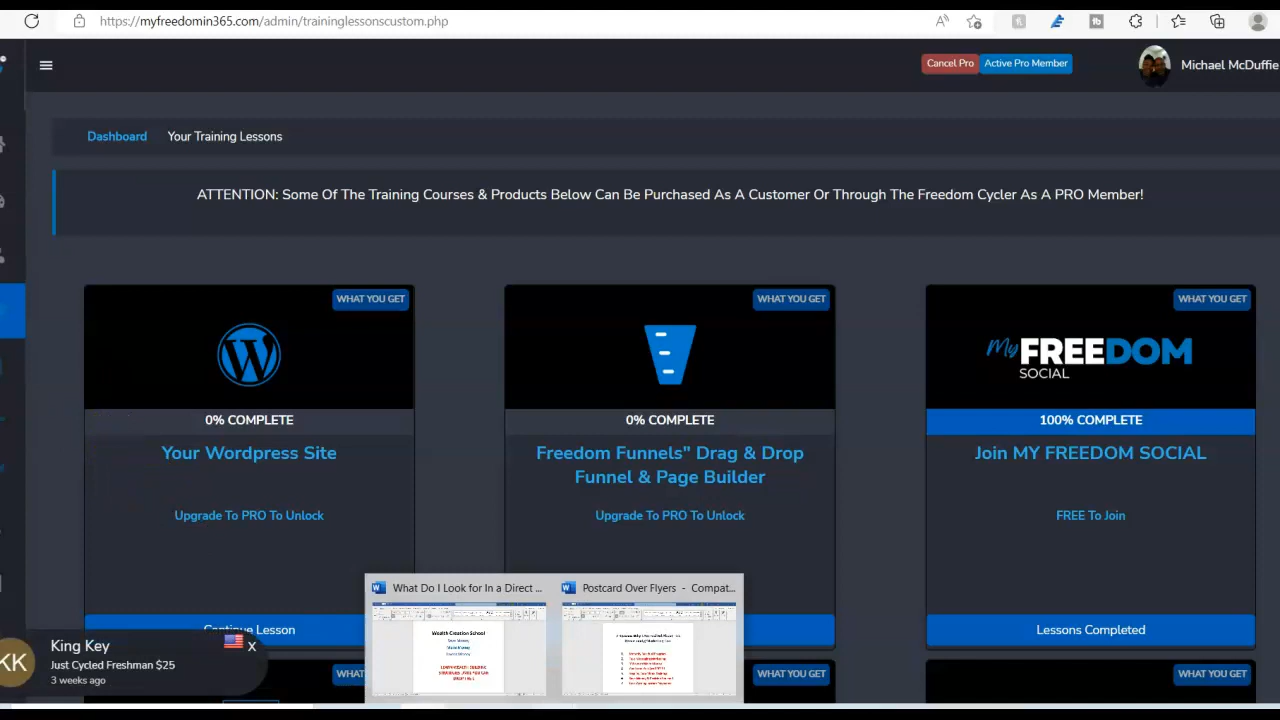 https://myfreedomin365.com/admin/traininglessonscustom.php
Cancel Pro
Active Pro Member
Michael McDuffie
Dashboard
Your Training Lessons
ATTENTION: Some Of The Training Courses & Products Below Can Be Purchased As A Customer Or Through The Freedom Cycler As A PRO Member!
WHAT YOU GET
WHAT YOU GET
WHAT YOU GET
My FREEDOM
SOCIAL
0% COMPLETE
0% COMPLETE
100% COMPLETE
Your Wordpress Site
Freedom Funnels" Drag & Drop
Funnel & Page Builder
Join MY FREEDOM SOCIAL
Upgrade To PRO To Unlock
Upgrade To PRO To Unlock
FREE To Join
What Do I Look for In a Direct ...
Postcard Over Flyers - Compat...
Wealth Creation School
Continue Lesson
Lessons Completed
KK
King Key
X
Just Cycled Freshman $25
3 weeks ago
WHAT
WHAT YOU GET
WHAT YOU GET